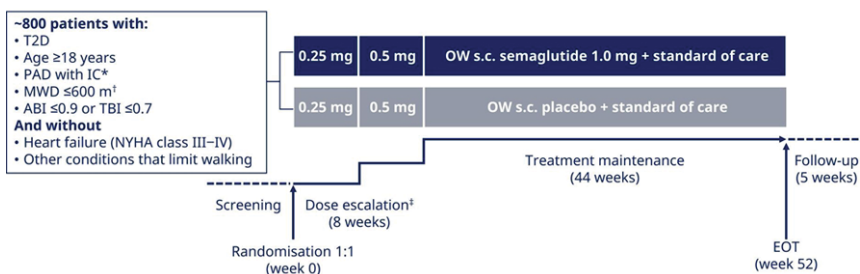 ~800 patients with:
• T2D
• Age ≥18 years
• PAD with IC*
• MWD ≤600 m†
• ABI ≤0.9 or TBI ≤0.7
And without
• Heart failure (NYHA class III–IV)
• Other conditions that limit walking
0.25 mg 0.5 mg OW s.c. semaglutide 1.0 mg + standard of care
0.25 mg 0.5 mg OW s.c. placebo + standard of care
Screening
Dose escalation‡
(8 weeks)
Treatment maintenance
(44 weeks)
Follow-up
(5 weeks)
Randomisation 1:1
(week 0)
EOT
(week 52)